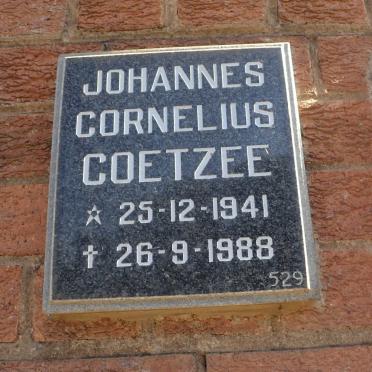 JOHANNES
CORNELIUS
COETZEE
☆ 25-12-1941
✝ 26-9-1988
529